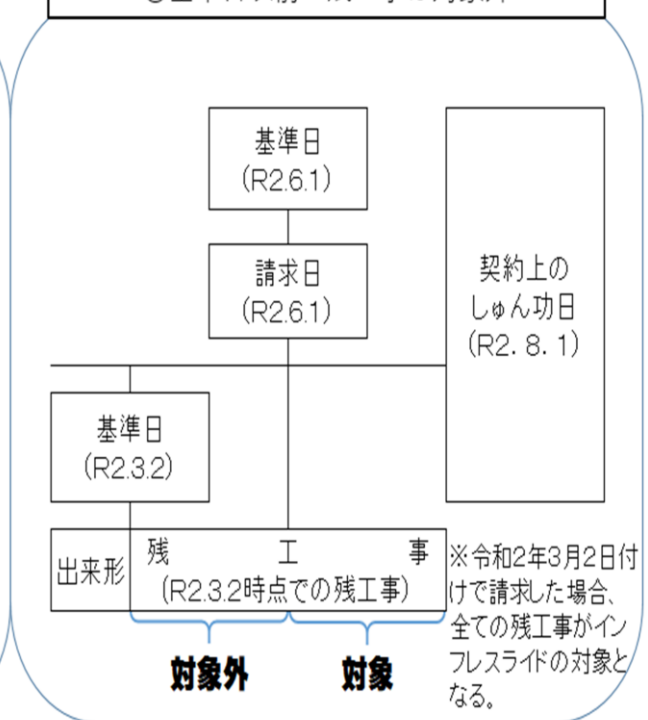 基準日
(R2.6.1)
請求日
(R2.6.1)
契約上の
しゅん功日
(R2. 8. 1)
基準日
(R2.3.2)
出来形
残 工 事
(R2.3.2時点での残工事)
対象外
対象
※令和2年3月2日付
けで請求した場合、
全ての残工事がイン
フレスライドの対象と
なる。